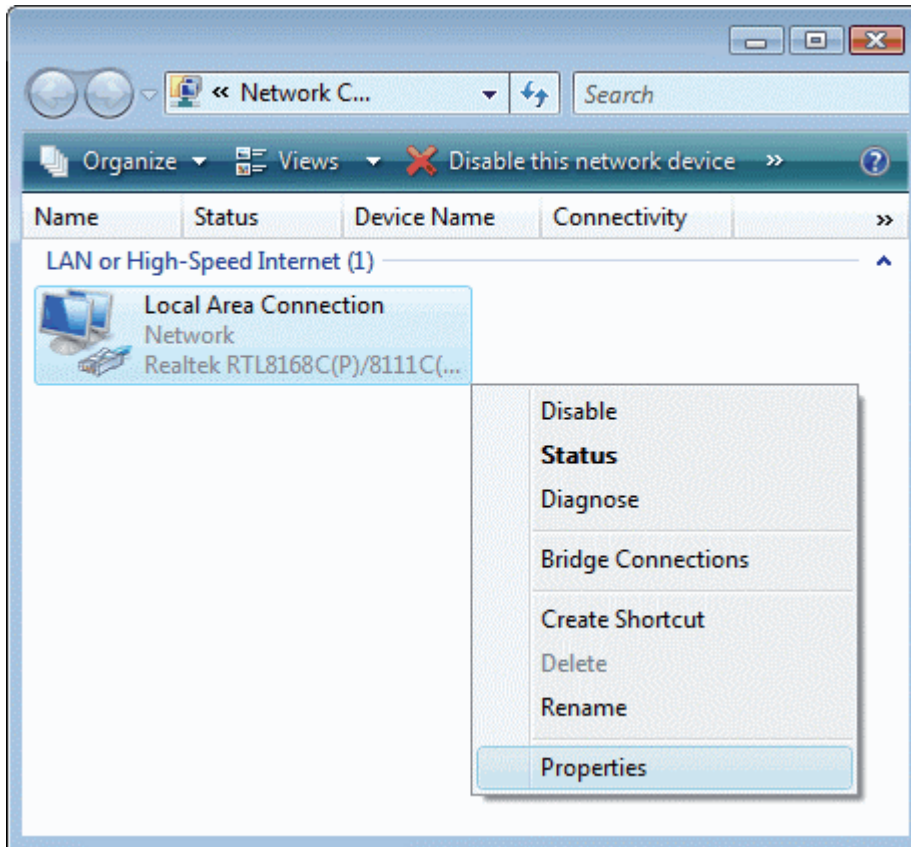 « Network C...
Search
Organize Views Disable this network device »
Name Status Device Name Connectivity »
LAN or High-Speed Internet (1)
Local Area Connection
Network
Realtek RTL8168C(P)/8111C(...
Disable
Status
Diagnose
Bridge Connections
Create Shortcut
Delete
Rename
Properties